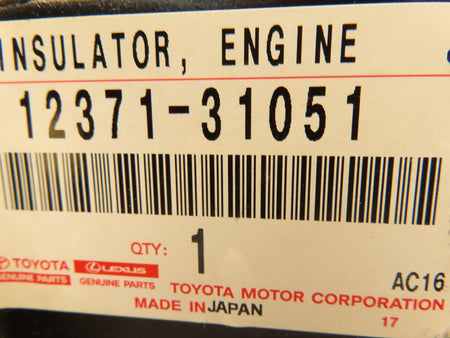 INSULATOR, ENGINE
12371-31051
QTY: 1
TOYOTA LEXUS
GENUINE PARTS GENUINE PARTS
AC16
TOYOTA MOTOR CORPORATION
MADE IN JAPAN
17